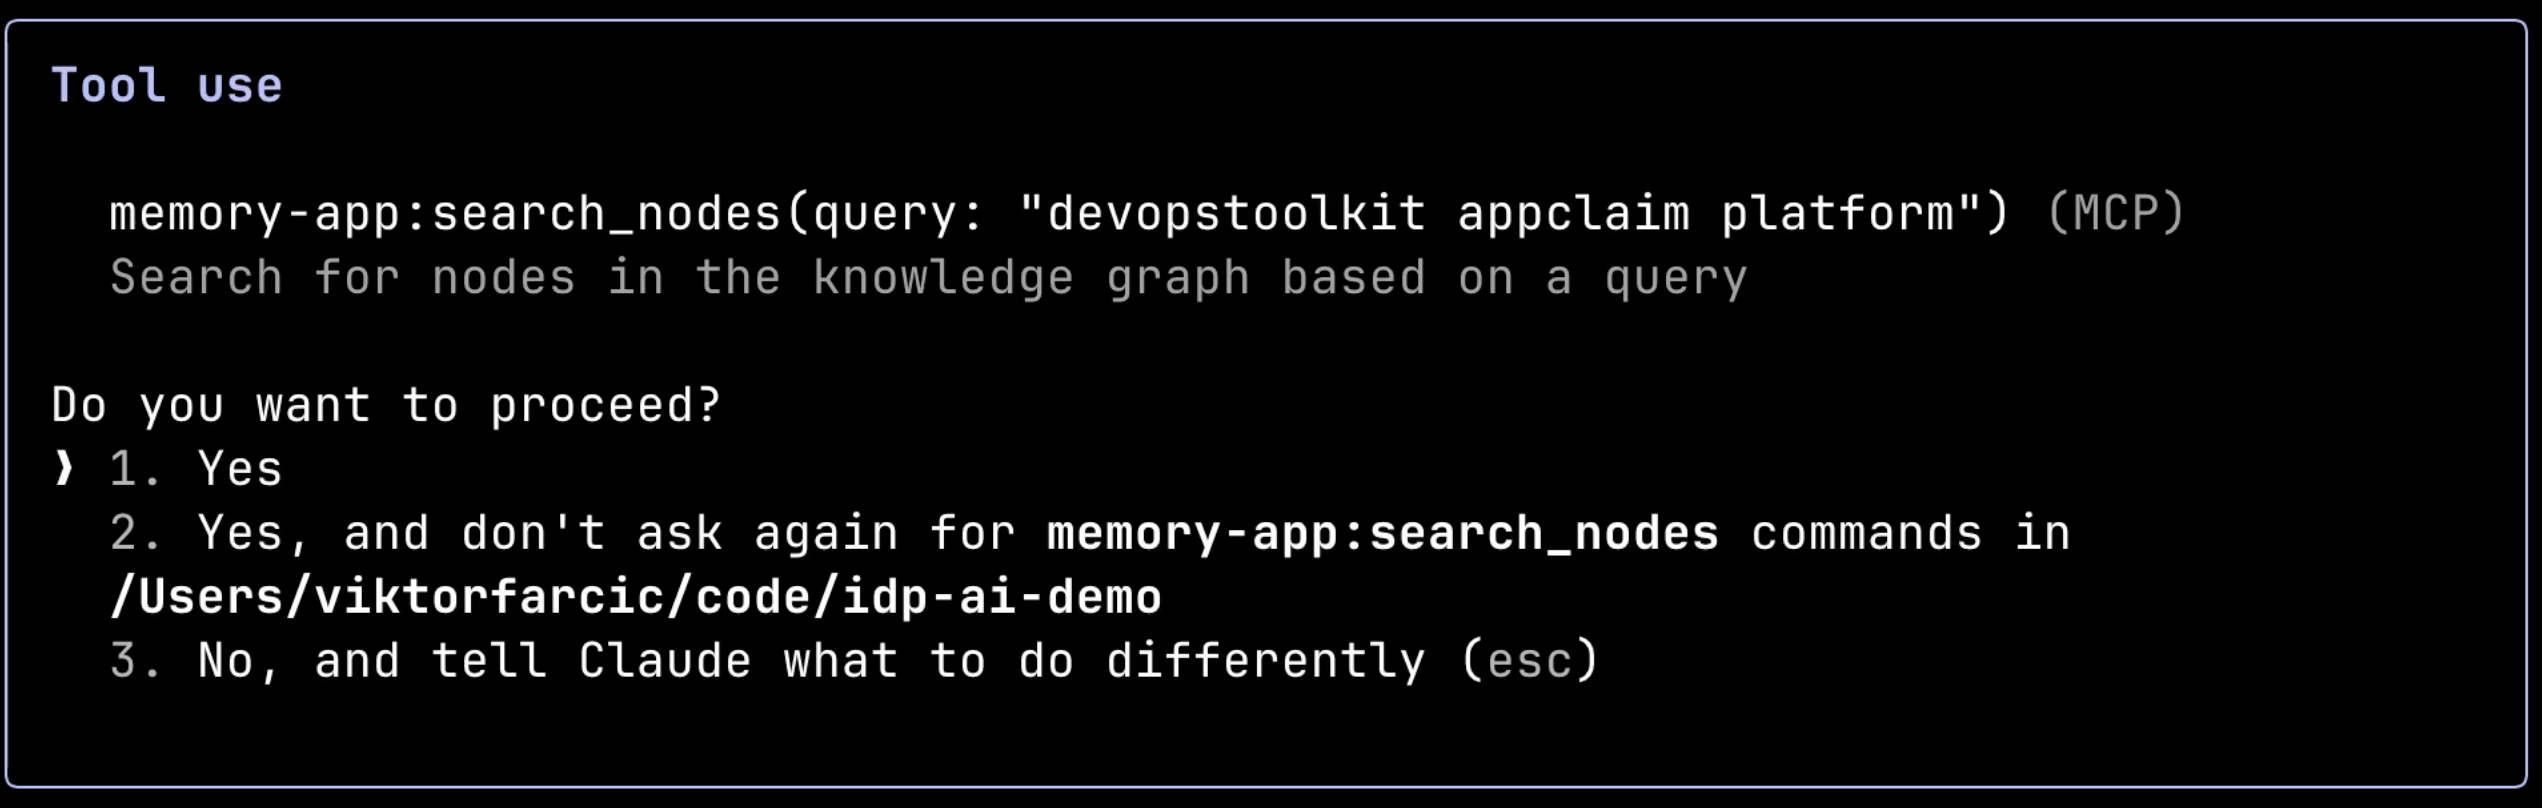 Tool use
memory-app:search_nodes(query: "devopstoolkit appclaim platform") (MCP)
Search for nodes in the knowledge graph based on a query
Do you want to proceed?
❯ 1. Yes
2. Yes, and don't ask again for memory-app:search_nodes commands in
/Users/viktorfarcic/code/idp-ai-demo
3. No, and tell Claude what to do differently (esc)